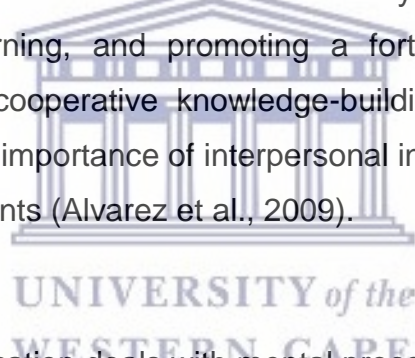 rning, and promoting a fort
cooperative knowledge-buildi
importance of interpersonal in
nts (Alvarez et al., 2009).
UNIVERSITY of the
WESTERN CAPE